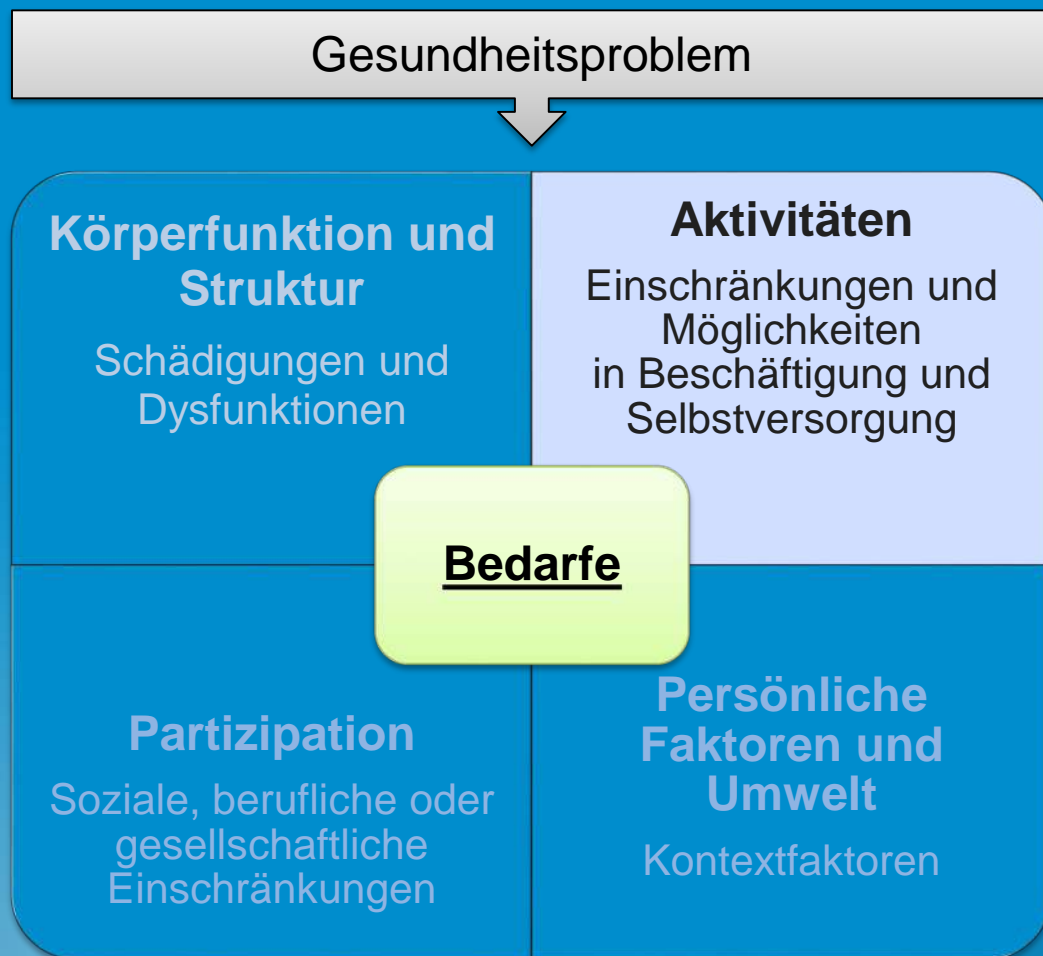 Gesundheitsproblem
Körperfunktion und
Struktur
Schädigungen und
Dysfunktionen
Aktivitäten
Einschränkungen und
Möglichkeiten
in Beschäftigung und
Selbstversorgung
Bedarfe
Partizipation
Soziale, berufliche oder
gesellschaftliche
Einschränkungen
Persönliche
Faktoren und
Umwelt
Kontextfaktoren